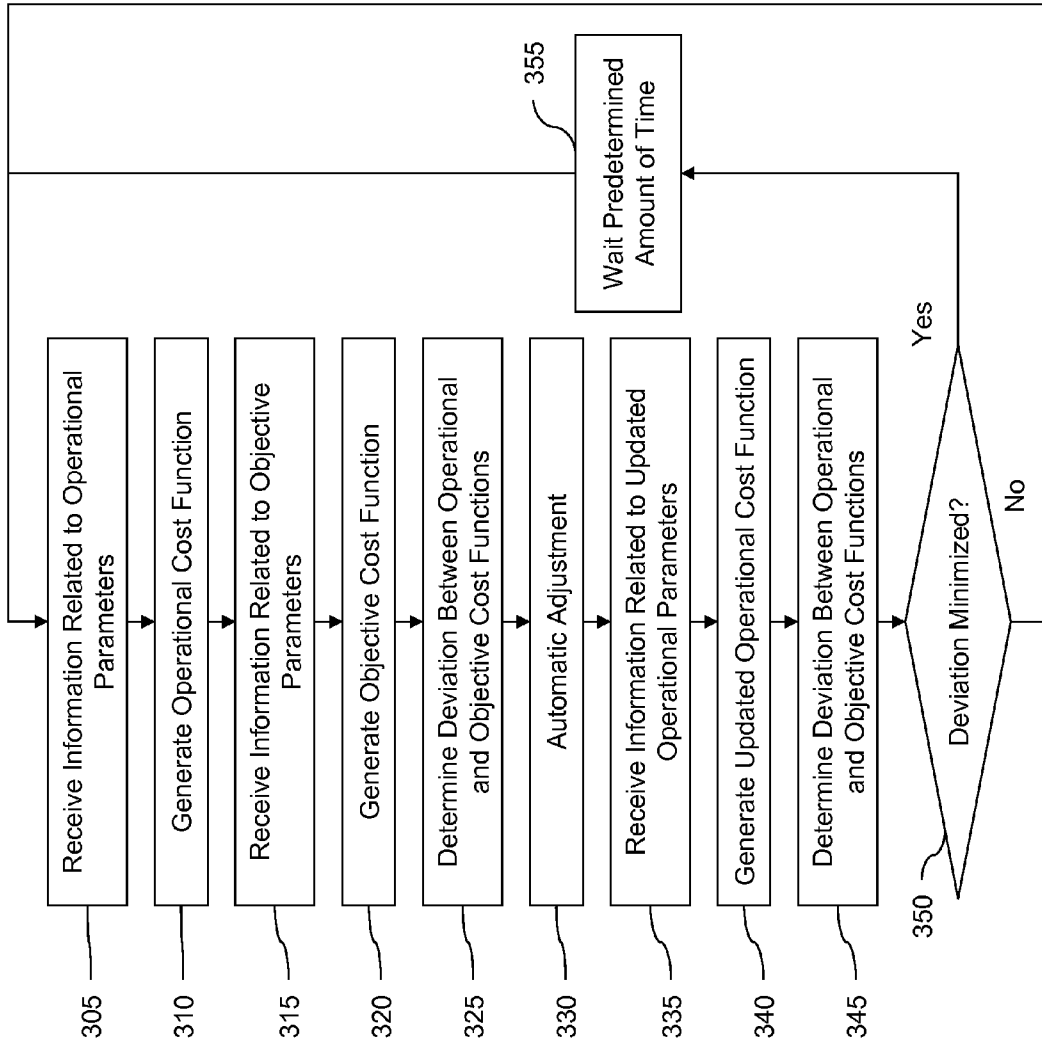 305
Receive Information Related to Operational
Parameters
310
Generate Operational Cost Function
315
Receive Information Related to Objective
Parameters
320
Generate Objective Cost Function
325
Determine Deviation Between Operational
and Objective Cost Functions
330
Automatic Adjustment
335
Receive Information Related to Updated
Operational Parameters
340
Generate Updated Operational Cost Function
345
Determine Deviation Between Operational
and Objective Cost Functions
350
Deviation Minimized?
Yes
No
355
Wait Predetermined
Amount of Time